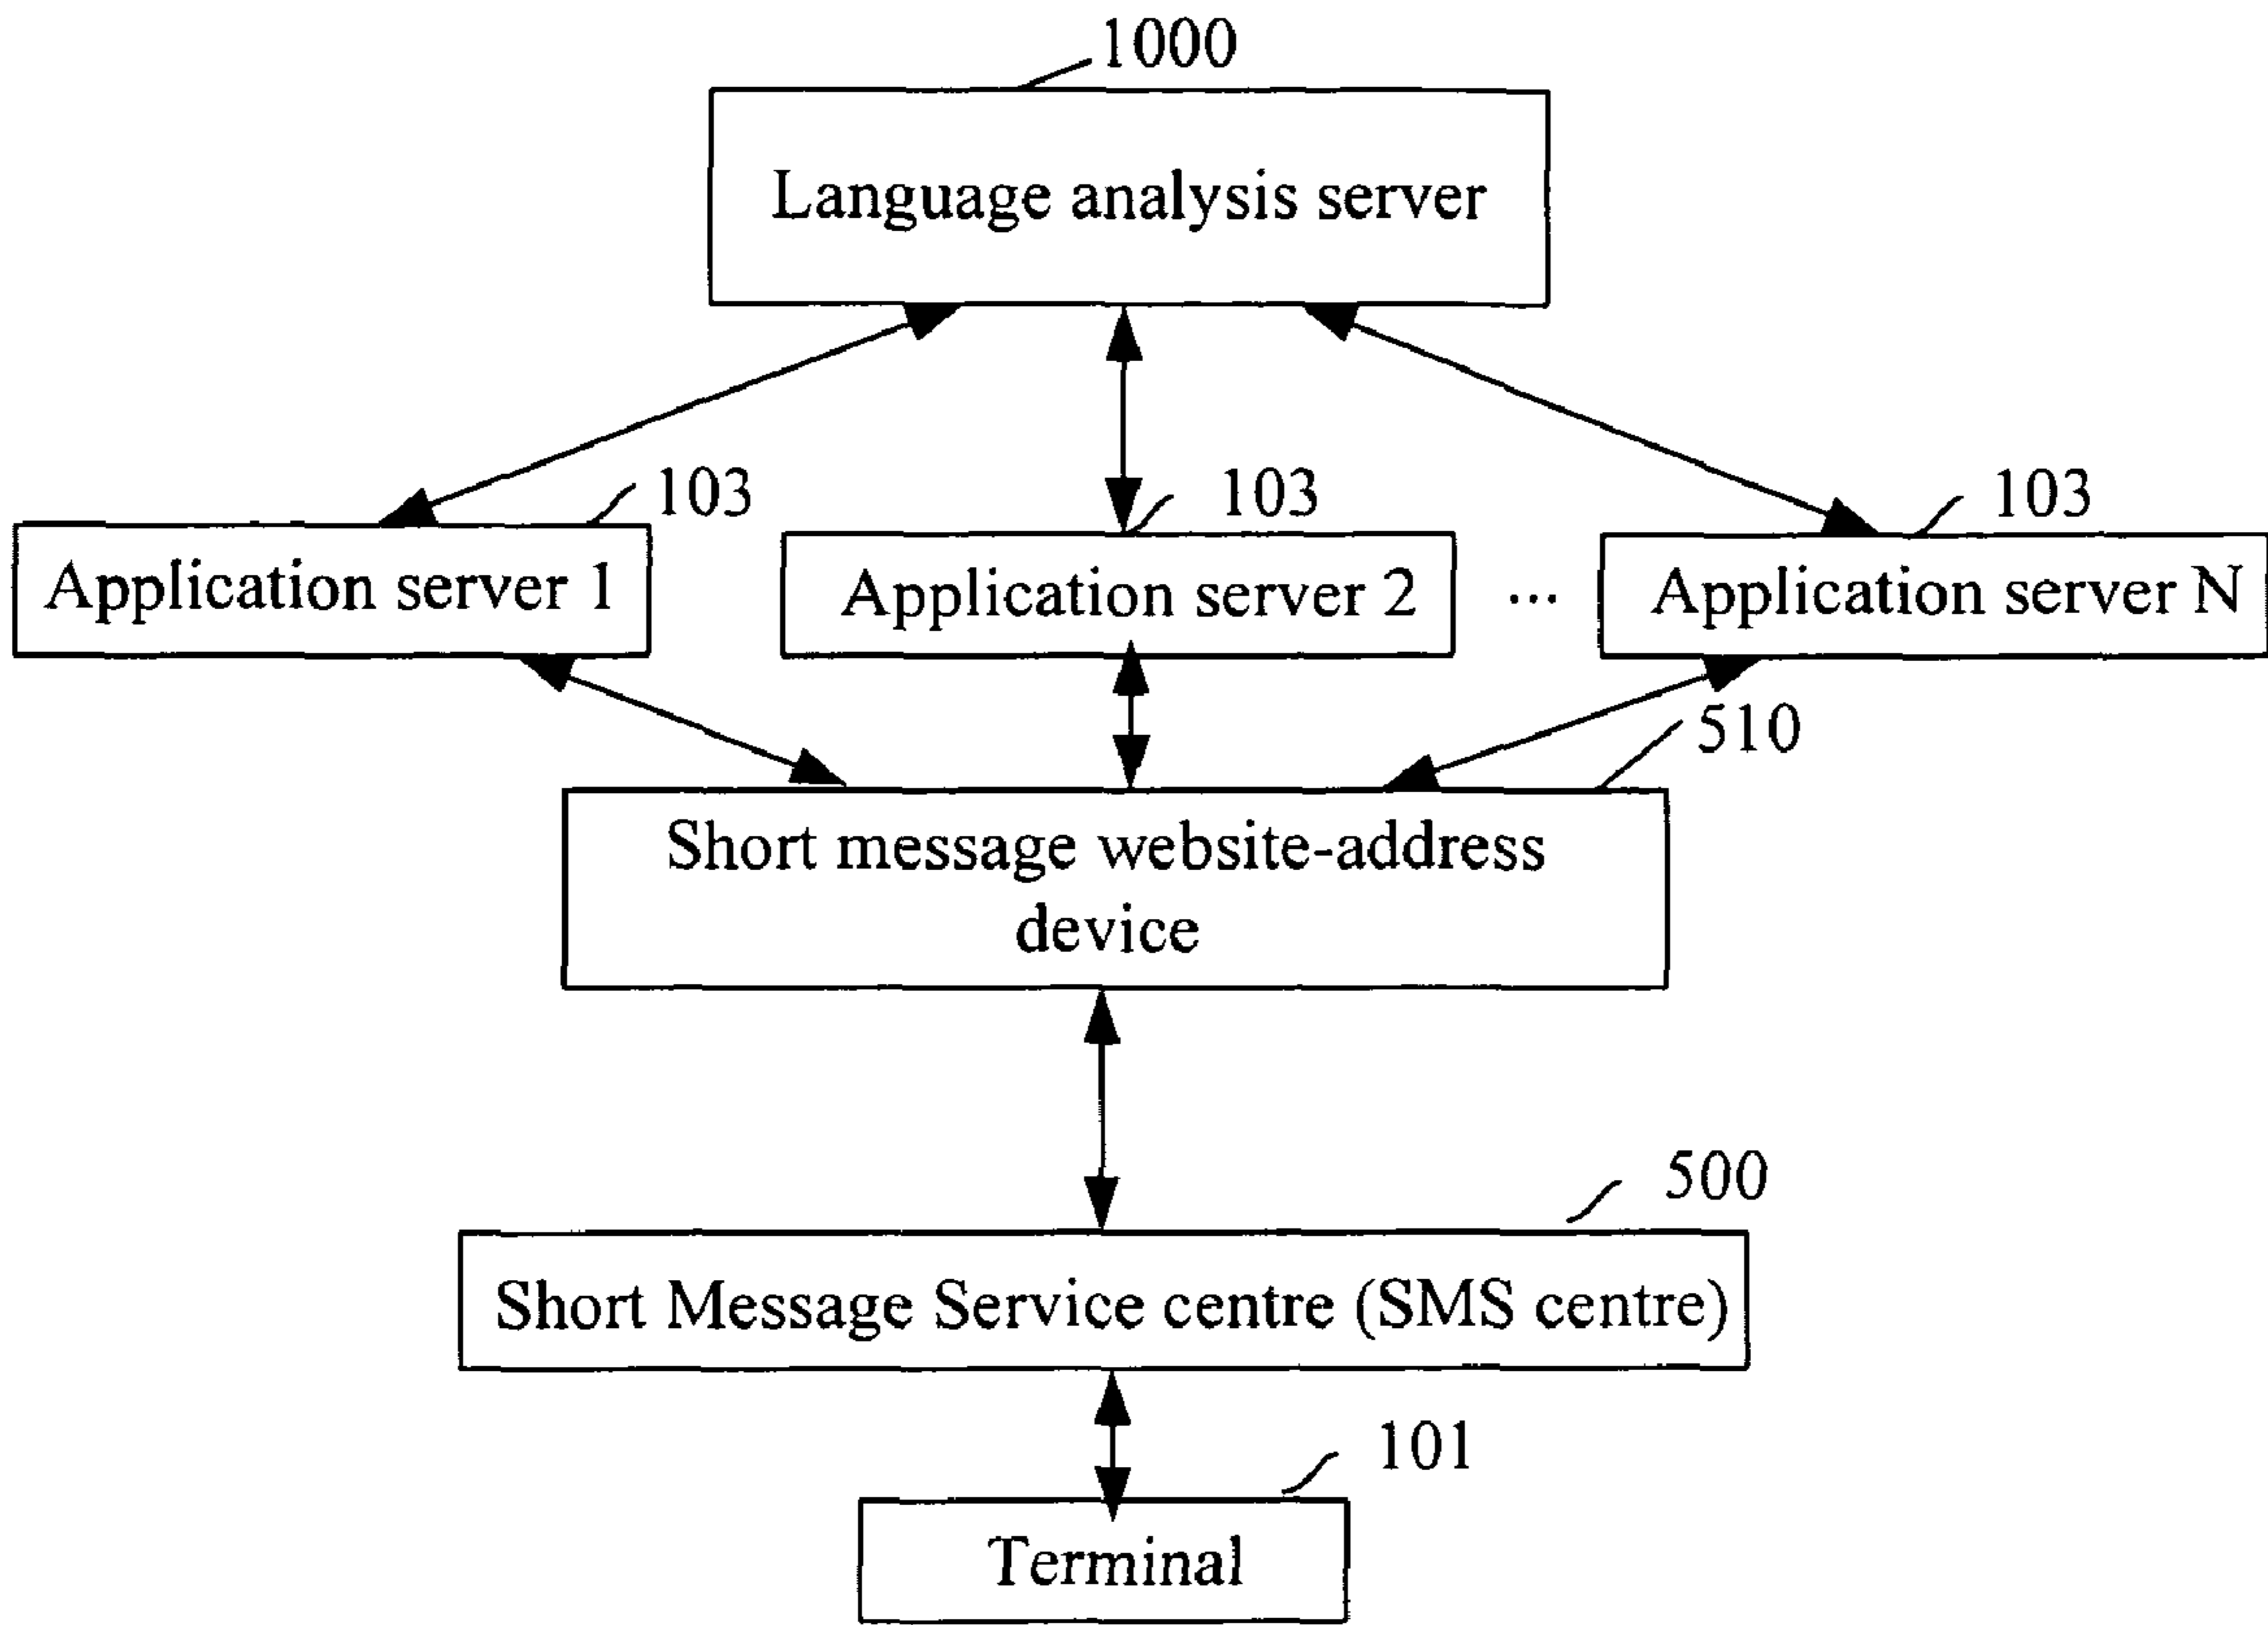 1000
Language analysis server
103
103
103
Application server 1
Application server 2
...
Application server N
510
Short message website-address
device
500
Short Message Service centre (SMS centre)
101
Terminal